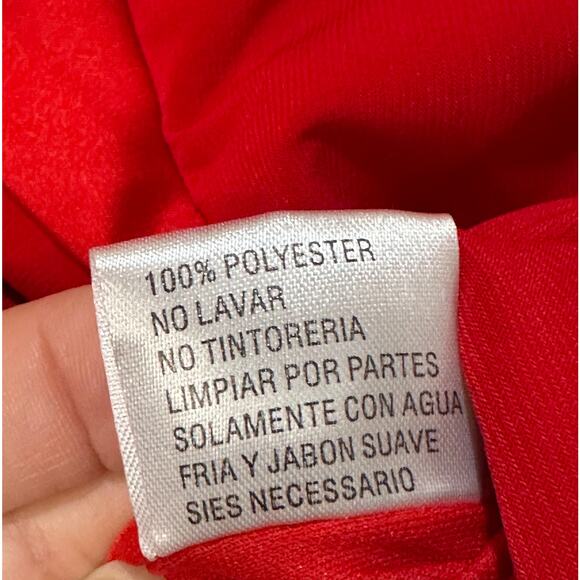 100% POLYESTER
NO LAVAR
NO TINTORERIA
LIMPIAR POR PARTES
SOLAMENTE CON AGUA
FRIA Y JABON SUAVE
SIES NECESSARIO